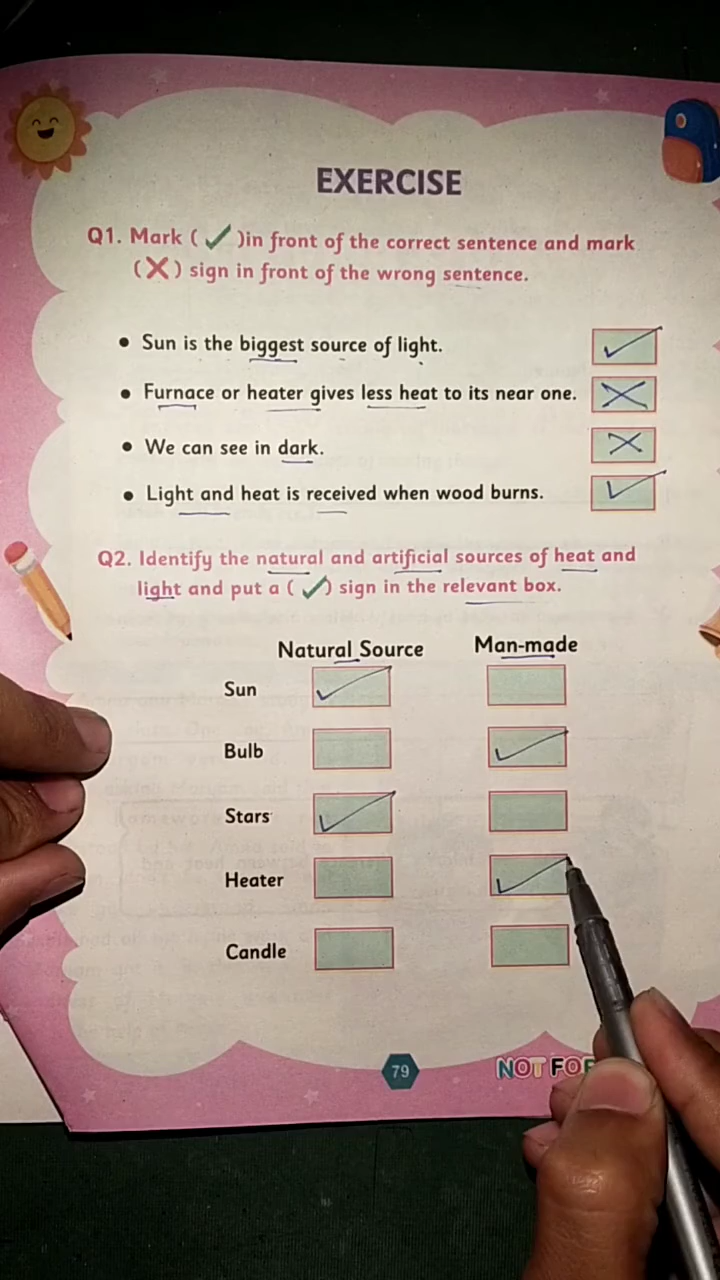 EXERCISE
Q1. Mark (✓)in front of the correct sentence and mark
(X) sign in front of the wrong sentence.
• Sun is the biggest source of light. ✓
• Furnace or heater gives less heat to its near one. X
• We can see in dark. X
• Light and heat is received when wood burns. ✓
Q2. Identify the natural and artificial sources of heat and
light and put a (✓) sign in the relevant box.
Natural Source Man-made
Sun ✓
Bulb ✓
Stars ✓
Heater ✓
Candle
79
NOT FOR